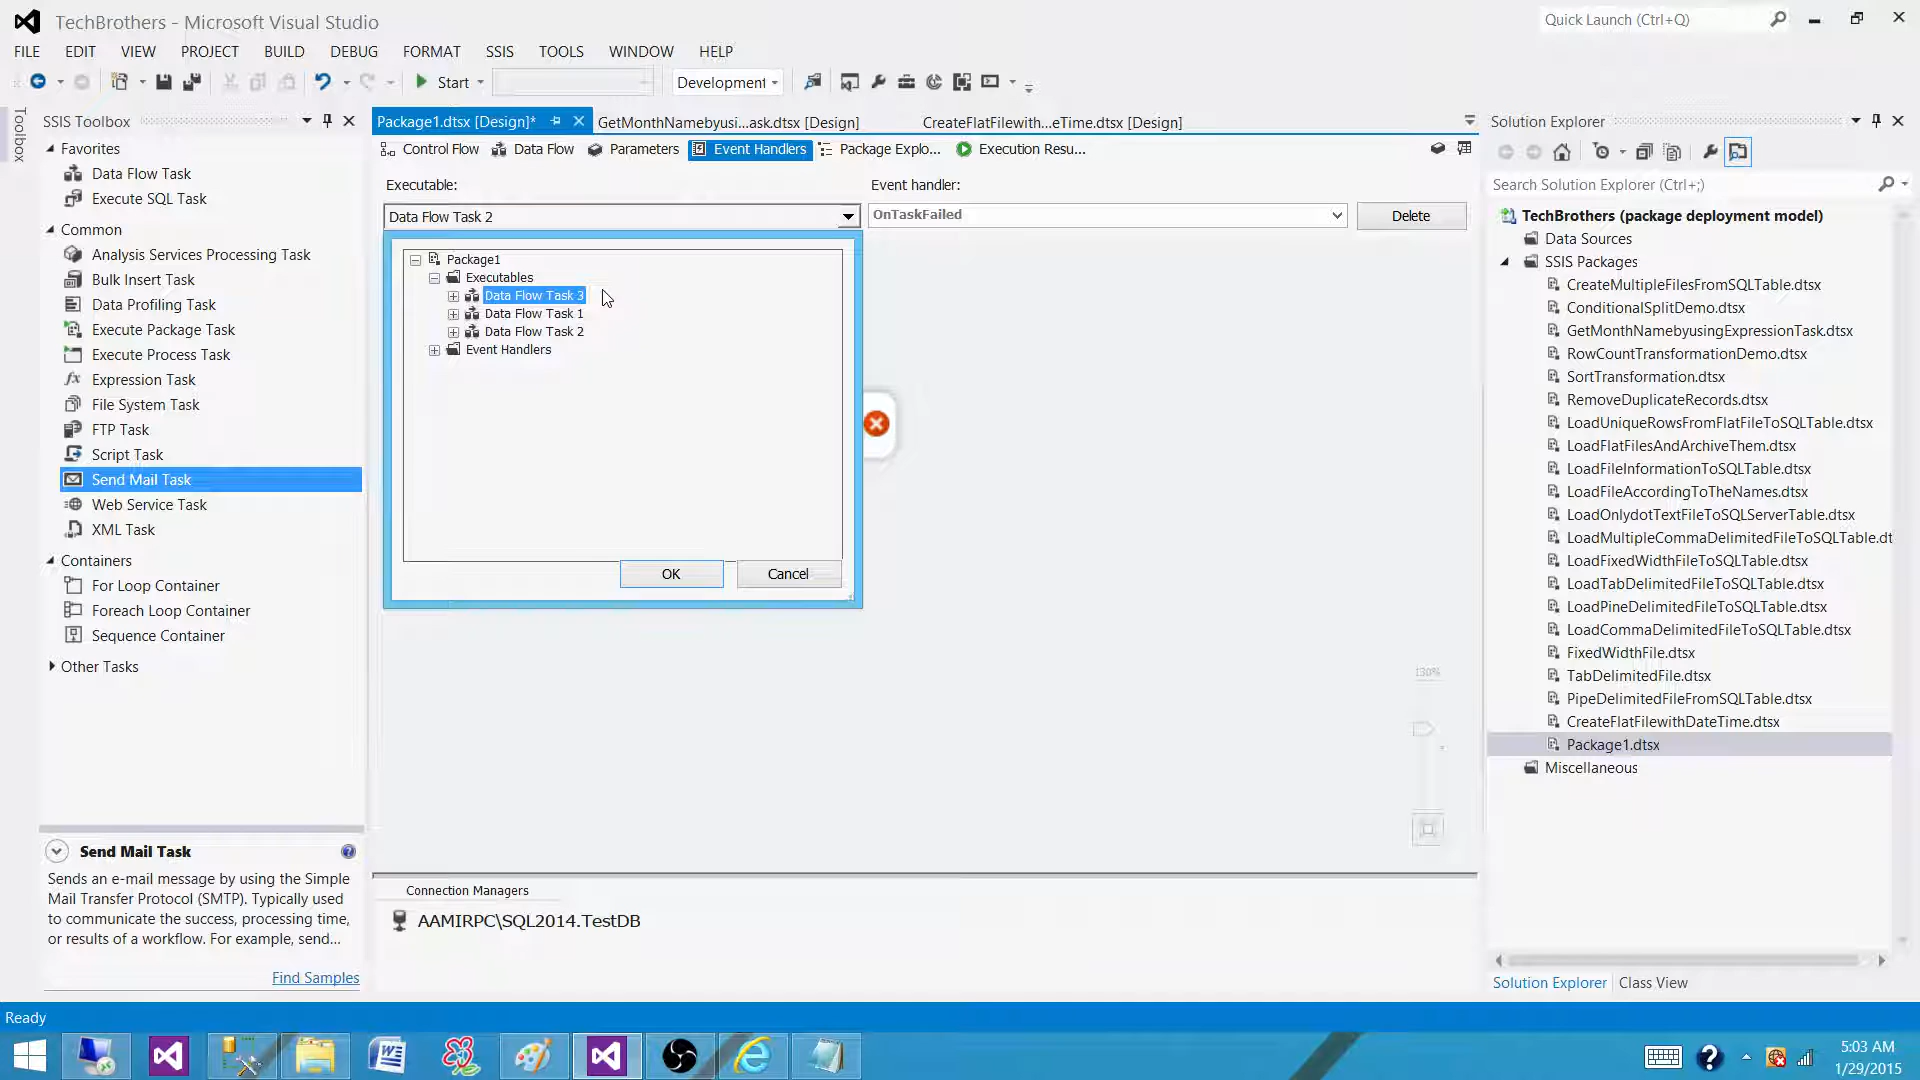 TechBrothers - Microsoft Visual Studio
Quick Launch (Ctrl+Q)
FILE EDIT VIEW PROJECT BUILD DEBUG FORMAT SSIS TOOLS WINDOW HELP
Start
Development
Toolbox
SSIS Toolbox
Favorites
Data Flow Task
Execute SQL Task
Common
Analysis Services Processing Task
Bulk Insert Task
Data Profiling Task
Execute Package Task
Execute Process Task
Expression Task
File System Task
FTP Task
Script Task
Send Mail Task
Web Service Task
XML Task
Containers
For Loop Container
Foreach Loop Container
Sequence Container
Other Tasks
Send Mail Task
Sends an e-mail message by using the Simple
Mail Transfer Protocol (SMTP). Typically used
to communicate the success, processing time,
or results of a workflow. For example, send...
Find Samples
Package1.dtsx [Design]* GetMonthNamebyusi...ask.dtsx [Design] CreateFlatFilewith...eTime.dtsx [Design]
Control Flow Data Flow Parameters Event Handlers Package Explo... Execution Resu...
Executable: Event handler:
Data Flow Task 2 OnTaskFailed Delete
Package1
Executables
Data Flow Task 3
Data Flow Task 1
Data Flow Task 2
Event Handlers
OK Cancel
130%
Connection Managers
AAMIRPC\SQL2014.TestDB
Solution Explorer
Search Solution Explorer (Ctrl+;)
TechBrothers (package deployment model)
Data Sources
SSIS Packages
CreateMultipleFilesFromSQLTable.dtsx
ConditionalSplitDemo.dtsx
GetMonthNamebyusingExpressionTask.dtsx
RowCountTransformationDemo.dtsx
SortTransformation.dtsx
RemoveDuplicateRecords.dtsx
LoadUniqueRowsFromFlatFileToSQLTable.dtsx
LoadFlatFilesAndArchiveThem.dtsx
LoadFileInformationToSQLTable.dtsx
LoadFileAccordingToTheNames.dtsx
LoadOnlydotTextFileToSQLServerTable.dtsx
LoadMultipleCommaDelimitedFileToSQLTable.dt
LoadFixedWidthFileToSQLTable.dtsx
LoadTabDelimitedFileToSQLTable.dtsx
LoadPineDelimitedFileToSQLTable.dtsx
LoadCommaDelimitedFileToSQLTable.dtsx
FixedWidthFile.dtsx
TabDelimitedFile.dtsx
PipeDelimitedFileFromSQLTable.dtsx
CreateFlatFilewithDateTime.dtsx
Package1.dtsx
Miscellaneous
Solution Explorer Class View
Ready
5:03 AM
1/29/2015